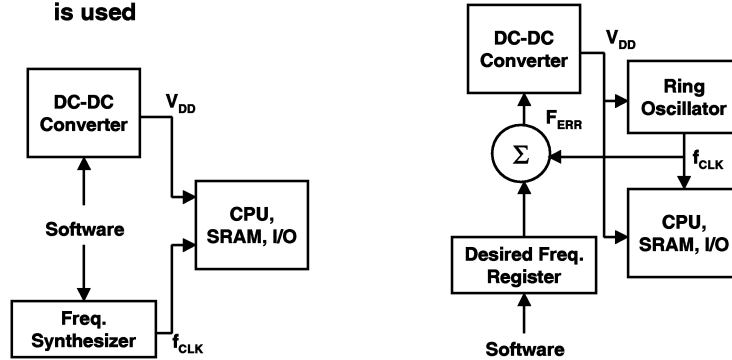 is used
DC-DC
Converter
V_DD
Software
CPU,
SRAM, I/O
Freq.
Synthesizer
f_CLK
DC-DC
Converter
V_DD
Ring
Oscillator
F_ERR
Σ
f_CLK
CPU,
SRAM, I/O
Desired Freq.
Register
Software